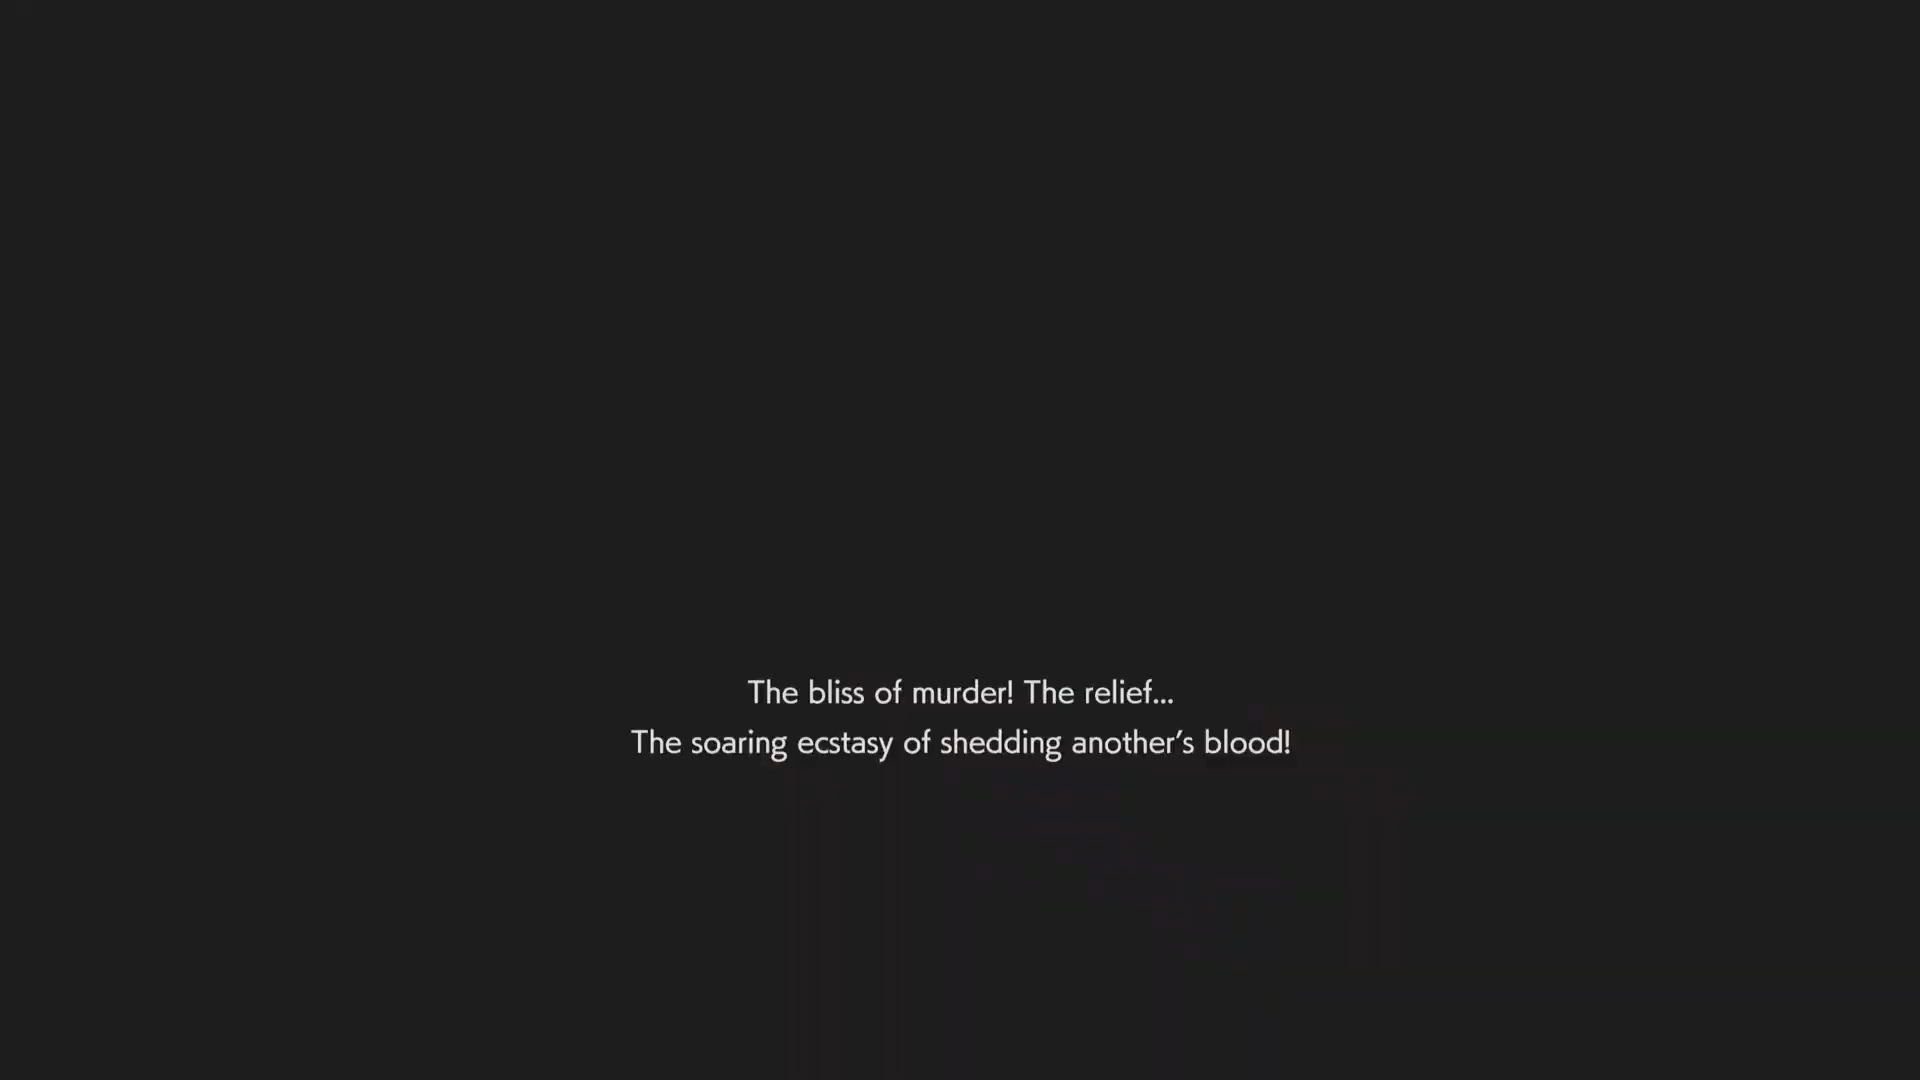 The bliss of murder! The relief...
The soaring ecstasy of shedding another's blood!